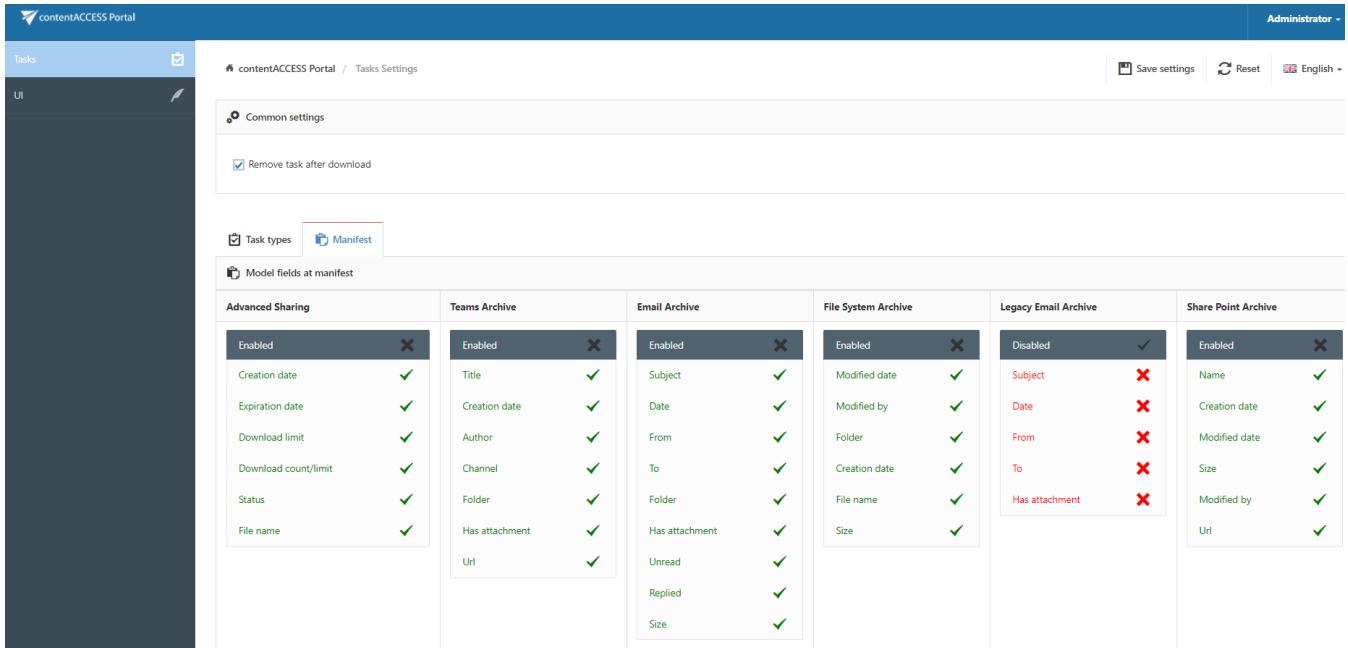 contentACCESS Portal
Administrator
Tasks
UI
contentACCESS Portal / Tasks Settings
Save settings
Reset
English
Common settings
Remove task after download
Task types
Manifest
Model fields at manifest
Advanced Sharing
Enabled
Creation date
Expiration date
Download limit
Download count/limit
Status
File name
Teams Archive
Enabled
Title
Creation date
Author
Channel
Folder
Has attachment
Url
Email Archive
Enabled
Subject
Date
From
To
Folder
Has attachment
Unread
Replied
Size
File System Archive
Enabled
Modified date
Modified by
Folder
Creation date
File name
Size
Legacy Email Archive
Disabled
Subject
Date
From
To
Has attachment
Share Point Archive
Enabled
Name
Creation date
Modified date
Size
Modified by
Url